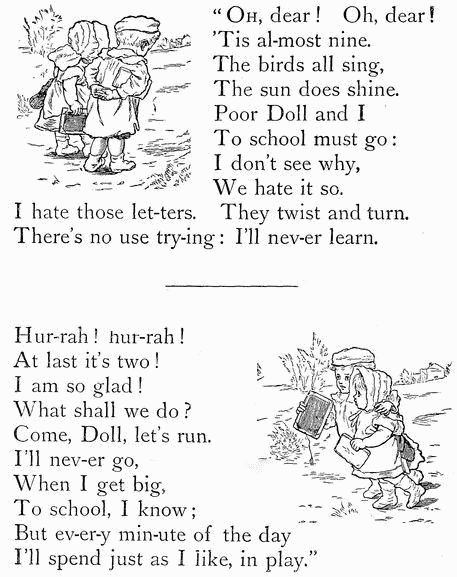 “ OH, dear ! Oh, dear !
’Tis al-most nine.
The birds all sing,
The sun does shine.
Poor Doll and I
To school must go :
I don’t see why,
We hate it so.
I hate those let-ters. They twist and turn.
There’s no use try-ing : I’ll nev-er learn.
Hur-rah ! hur-rah !
At last it’s two !
I am so glad !
What shall we do ?
Come, Doll, let’s run.
I’ll nev-er go,
When I get big,
To school, I know ;
But ev-er-y min-ute of the day
I’ll spend just as I like, in play.”